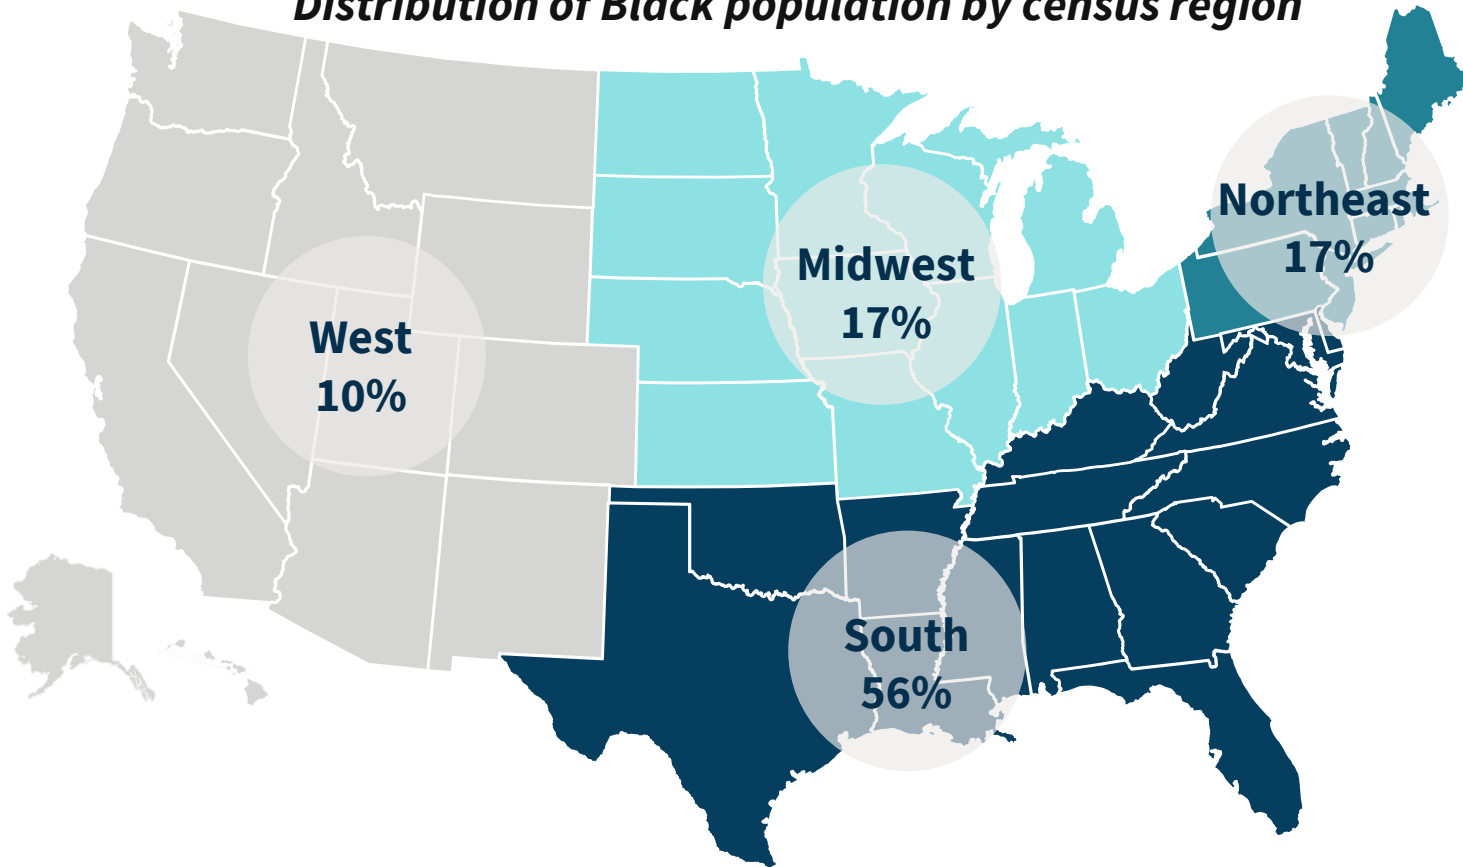 Distribution of Black population by census region
Northeast
17%
Midwest
17%
West
10%
South
56%